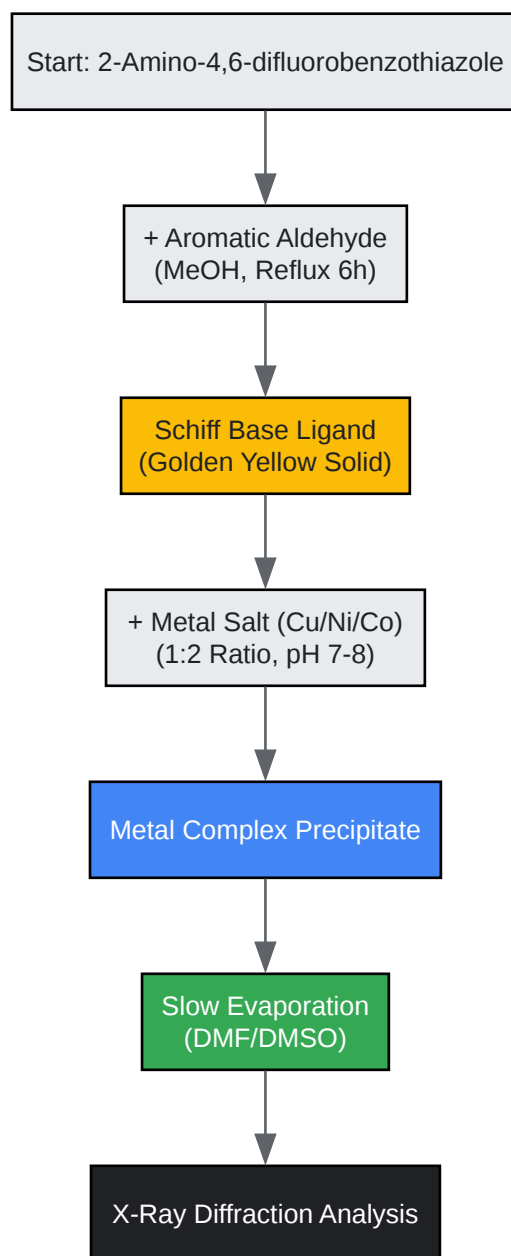 Start: 2-Amino-4,6-difluorobenzothiazole
+ Aromatic Aldehyde
(MeOH, Reflux 6h)
Schiff Base Ligand
(Golden Yellow Solid)
+ Metal Salt (Cu/Ni/Co)
(1:2 Ratio, pH 7-8)
Metal Complex Precipitate
Slow Evaporation
(DMF/DMSO)
X-Ray Diffraction Analysis